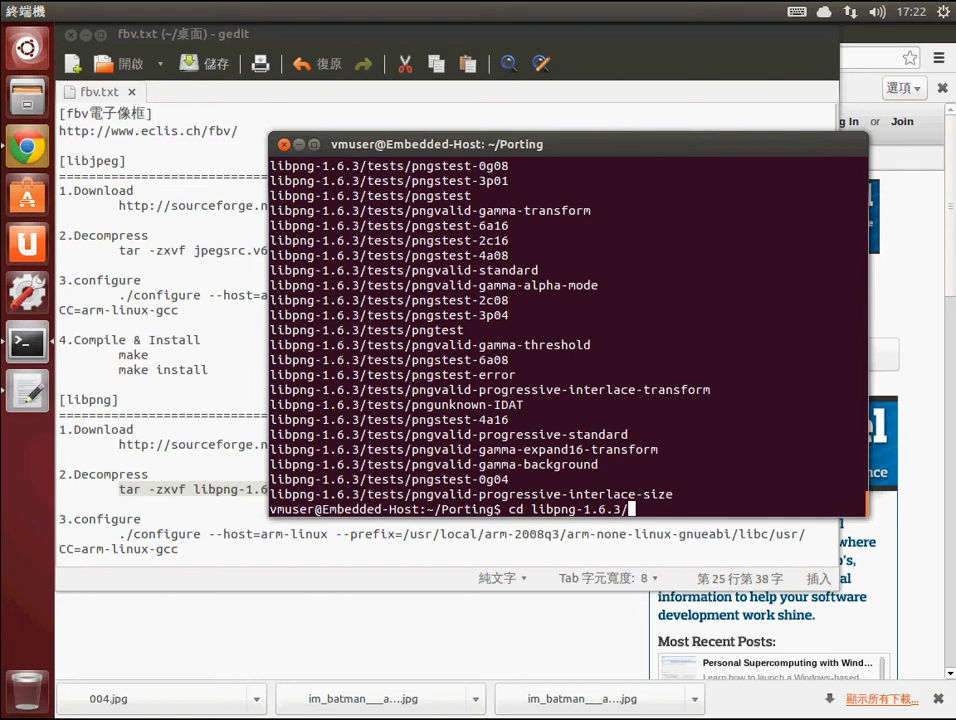 終端機
17:22
fbv.txt (~/桌面) - gedit
開啟
儲存
復原
選項
fbv.txt
[fbv電子像框]
http://www.eclis.ch/fbv/
g In or Join
[libjpeg]
1.Download
http://sourceforge.n
2.Decompress
tar -zxvf jpegsrc.v6
3.configure
./configure --host=a
CC=arm-linux-gcc
4.Compile & Install
make
make install
[libpng]
1.Download
http://sourceforge.n
2.Decompress
tar -zxvf libpng-1.6
3.configure
./configure --host=arm-linux --prefix=/usr/local/arm-2008q3/arm-none-linux-gnueabi/libc/usr/
CC=arm-linux-gcc
純文字
Tab 字元寬度: 8
第 25 行第 38 字
插入
vmuser@Embedded-Host: ~/Porting
libpng-1.6.3/tests/pngstest-0g08
libpng-1.6.3/tests/pngstest-3p01
libpng-1.6.3/tests/pngstest
libpng-1.6.3/tests/pngvalid-gamma-transform
libpng-1.6.3/tests/pngstest-6a16
libpng-1.6.3/tests/pngstest-2c16
libpng-1.6.3/tests/pngstest-4a08
libpng-1.6.3/tests/pngvalid-standard
libpng-1.6.3/tests/pngvalid-gamma-alpha-mode
libpng-1.6.3/tests/pngstest-2c08
libpng-1.6.3/tests/pngstest-3p04
libpng-1.6.3/tests/pngtest
libpng-1.6.3/tests/pngvalid-gamma-threshold
libpng-1.6.3/tests/pngstest-6a08
libpng-1.6.3/tests/pngstest-error
libpng-1.6.3/tests/pngvalid-progressive-interlace-transform
libpng-1.6.3/tests/pngunknown-IDAT
libpng-1.6.3/tests/pngstest-4a16
libpng-1.6.3/tests/pngvalid-progressive-standard
libpng-1.6.3/tests/pngvalid-gamma-expand16-transform
libpng-1.6.3/tests/pngvalid-gamma-background
libpng-1.6.3/tests/pngstest-0g04
libpng-1.6.3/tests/pngvalid-progressive-interlace-size
vmuser@Embedded-Host:~/Porting$ cd libpng-1.6.3/
el
nce
where
o's,
al
information to help your software
development work shine.
Most Recent Posts:
Personal Supercomputing with Wind...
Learn how to launch a Windows-based
004.jpg
im_batman___a....jpg
im_batman___a....jpg
顯示所有下載...